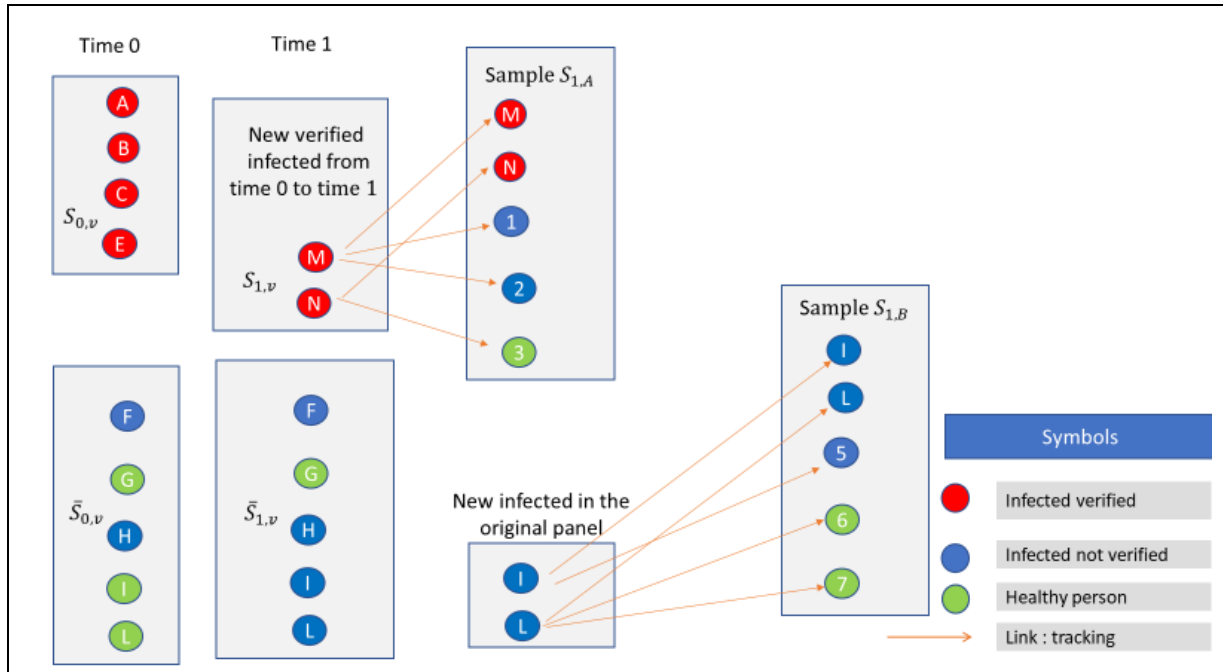 Time 0
Time 1
A
B
C
E
S₀,ᵥ
New verified
infected from
time 0 to time 1
M
N
S₁,ᵥ
Sample S₁,A
M
N
1
2
3
F
G
H
I
L
S̄₀,ᵥ
F
G
H
I
L
S̄₁,ᵥ
New infected in the
original panel
I
L
Sample S₁,B
I
L
5
6
7
Symbols
Infected verified
Infected not verified
Healthy person
Link : tracking